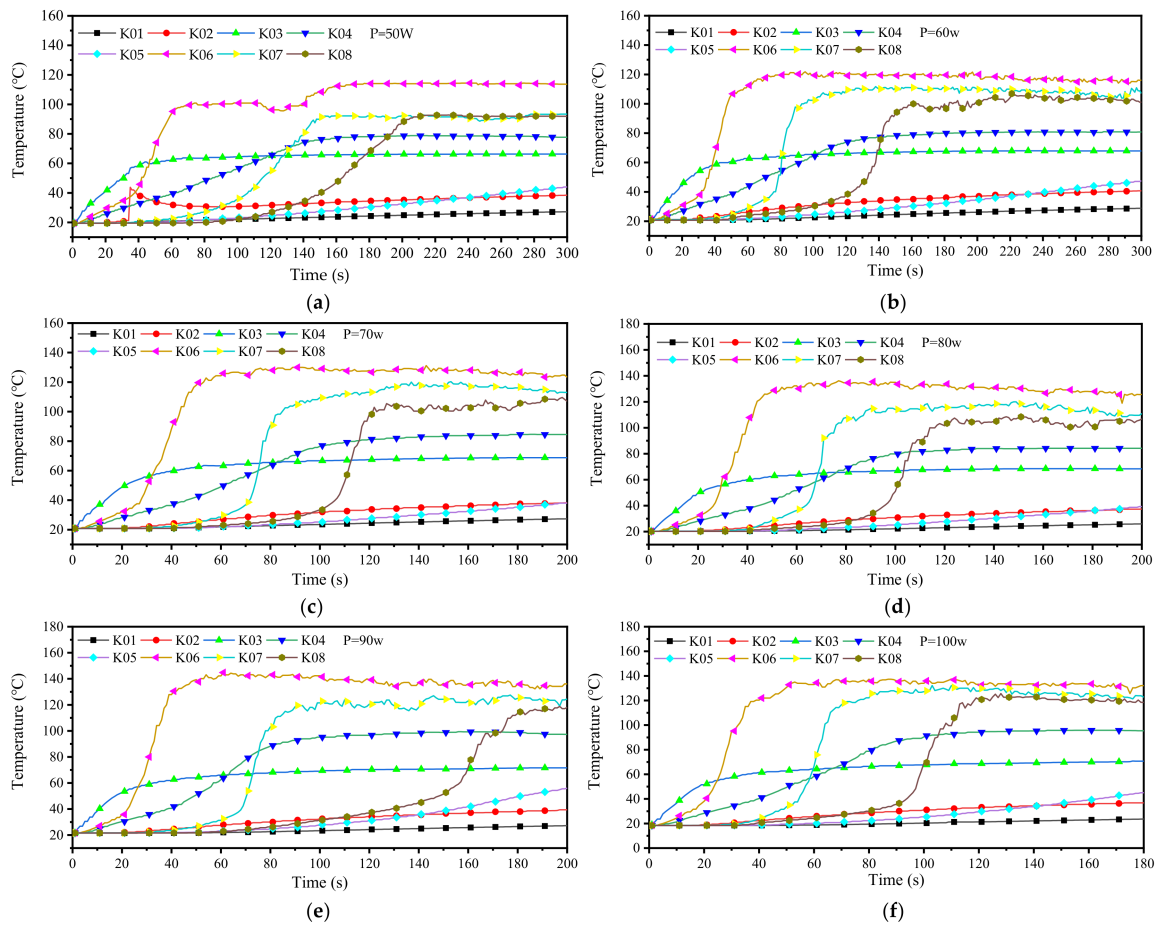 160
140
120
100
80
60
40
20
K01 K02 K03 K04 P=50W
K05 K06 K07 K08
Temperature (℃)
0 20 40 60 80 100 120 140 160 180 200 220 240 260 280 300
Time (s)
(a)
160
140
120
100
80
60
40
20
K01 K02 K03 K04 P=60w
K05 K06 K07 K08
Temperature (℃)
0 20 40 60 80 100 120 140 160 180 200 220 240 260 280 300
Time (s)
(b)
160
140
120
100
80
60
40
20
K01 K02 K03 K04 P=70w
K05 K06 K07 K08
Temperature (℃)
0 20 40 60 80 100 120 140 160 180 200
Time (s)
(c)
180
160
140
120
100
80
60
40
20
K01 K02 K03 K04 P=80w
K05 K06 K07 K08
Temperature (℃)
0 20 40 60 80 100 120 140 160 180 200
Time (s)
(d)
180
160
140
120
100
80
60
40
20
K01 K02 K03 K04 P=90w
K05 K06 K07 K08
Temperature (℃)
0 20 40 60 80 100 120 140 160 180 200
Time (s)
(e)
180
160
140
120
100
80
60
40
20
0
K01 K02 K03 K04 P=100w
K05 K06 K07 K08
Temperature (℃)
0 20 40 60 80 100 120 140 160 180
Time (s)
(f)